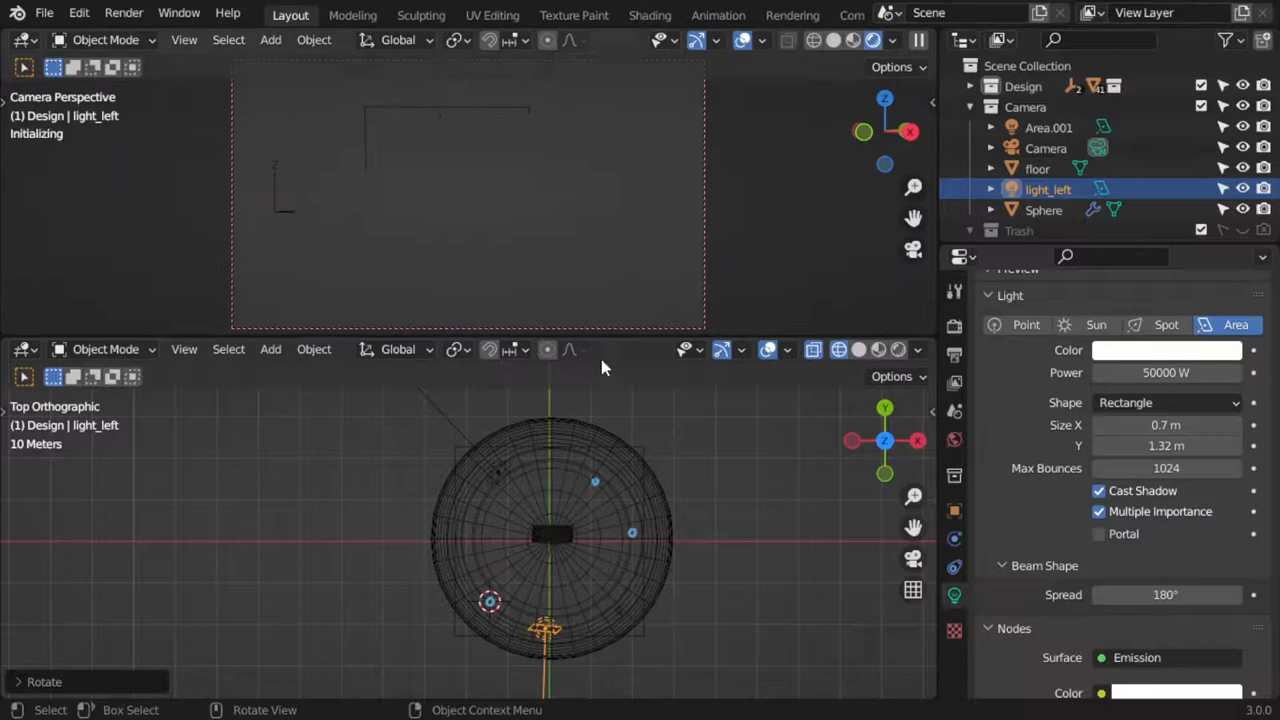 File Edit Render Window Help Layout Modeling Sculpting UV Editing Texture Paint Shading Animation Rendering Com Scene View Layer
Object Mode View Select Add Object Global
Options
Camera Perspective
(1) Design | light_left
Initializing
Z
X
Z
Scene Collection
Design 2 41
Camera
Area.001
Camera
floor
light_left
Sphere
Trash
Preview
Light
Point Sun Spot Area
Color
Power 50000 W
Shape Rectangle
Size X 0.7 m
Y 1.32 m
Max Bounces 1024
Cast Shadow
Multiple Importance
Portal
Beam Shape
Spread 180°
Nodes
Surface Emission
Color
Object Mode View Select Add Object Global
Options
Top Orthographic
(1) Design | light_left
10 Meters
Y
Z
X
Rotate
Select Box Select Rotate View Object Context Menu 3.0.0